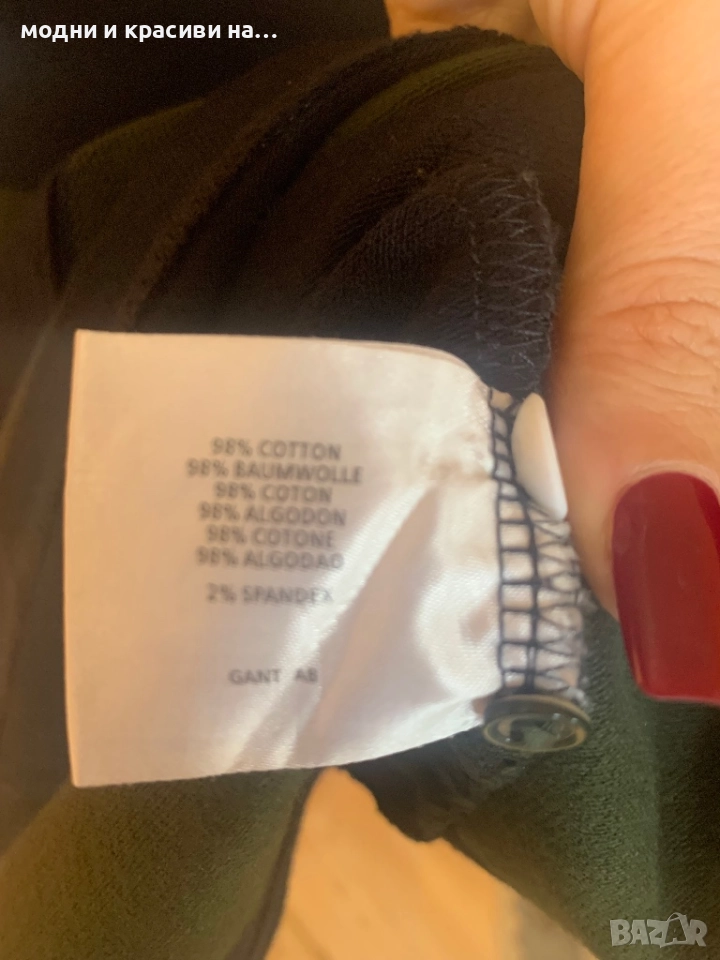 модни и красиви на...
98% COTTON
98% BAUMWOLLE
98% COTON
98% ALGODON
98% COTONE
98% ALGODAO
2% SPANDEX
GANT AB
BAZAR